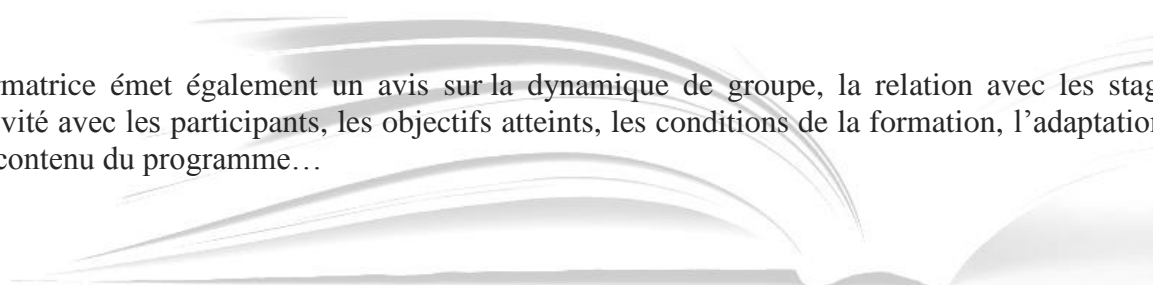 rmatrice émet également un avis sur la dynamique de groupe, la relation avec les stag
vité avec les participants, les objectifs atteints, les conditions de la formation, l’adaptation
contenu du programme…